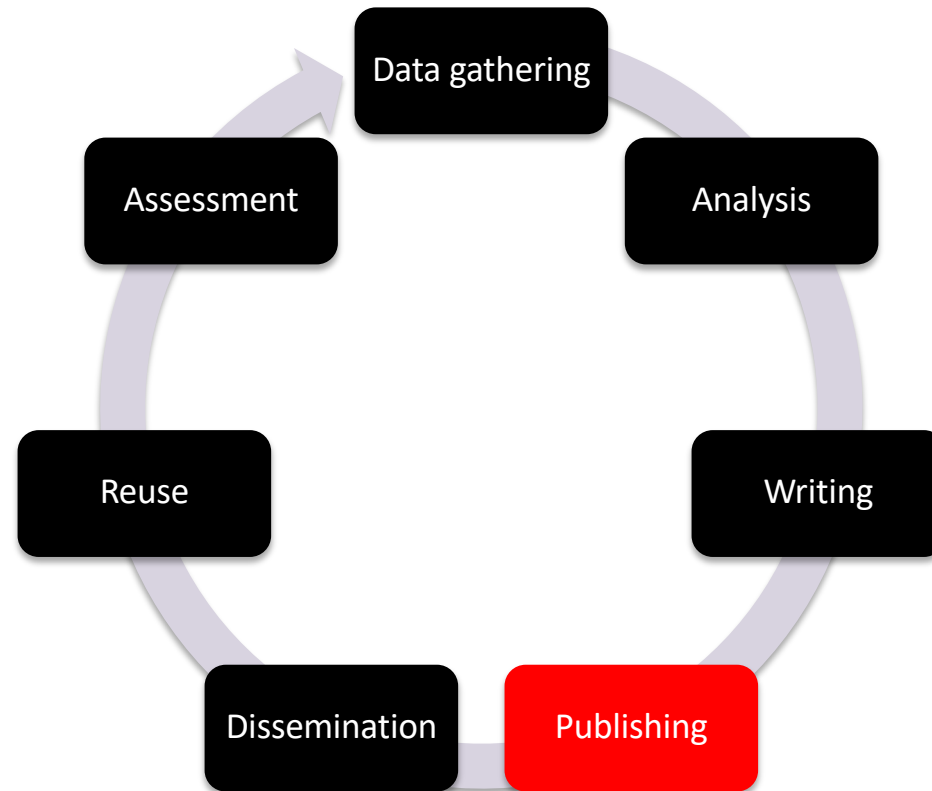 Data gathering
Analysis
Writing
Publishing
Dissemination
Reuse
Assessment